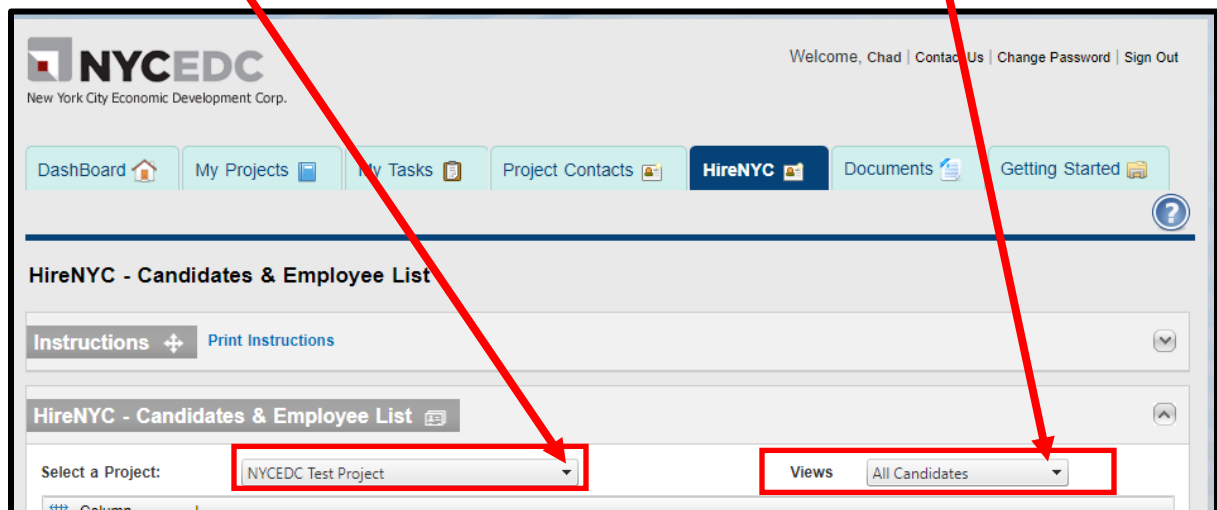 NYCEDC
New York City Economic Development Corp.
Welcome, Chad | Contact Us | Change Password | Sign Out
DashBoard My Projects My Tasks Project Contacts HireNYC Documents Getting Started
?
HireNYC - Candidates & Employee List
Instructions Print Instructions
HireNYC - Candidates & Employee List
Select a Project: NYCEDC Test Project Views All Candidates
Column